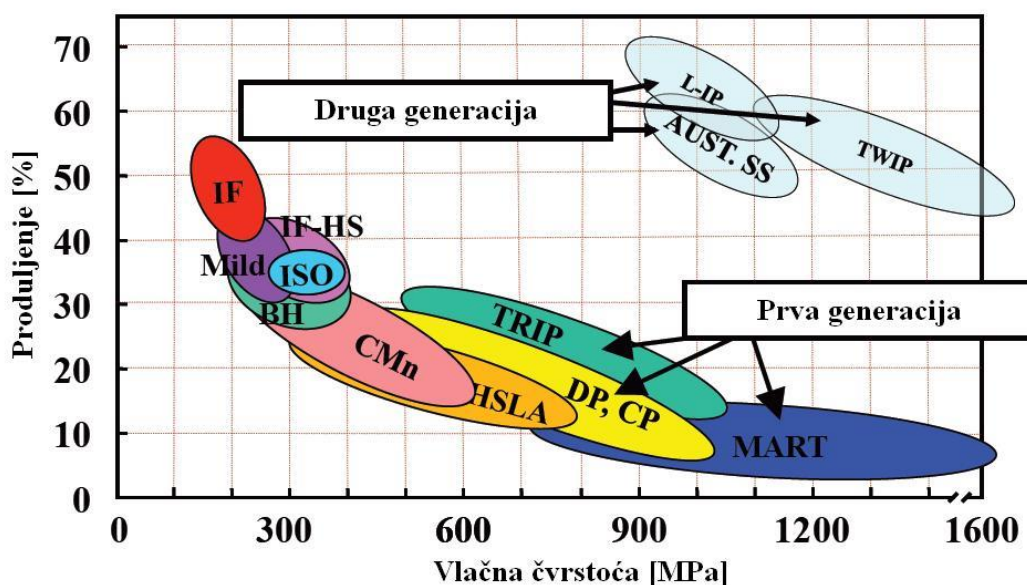 Produljenje [%]
70
60
50
40
30
20
10
0
L-IP
Druga generacija
AUST. SS
TWIP
IF
IF-HS
Mild
ISO
BH
Prva generacija
TRIP
CMn
DP, CP
HSLA
MART
0 300 600 900 1200 1600
Vlačna čvrstoća [MPa]